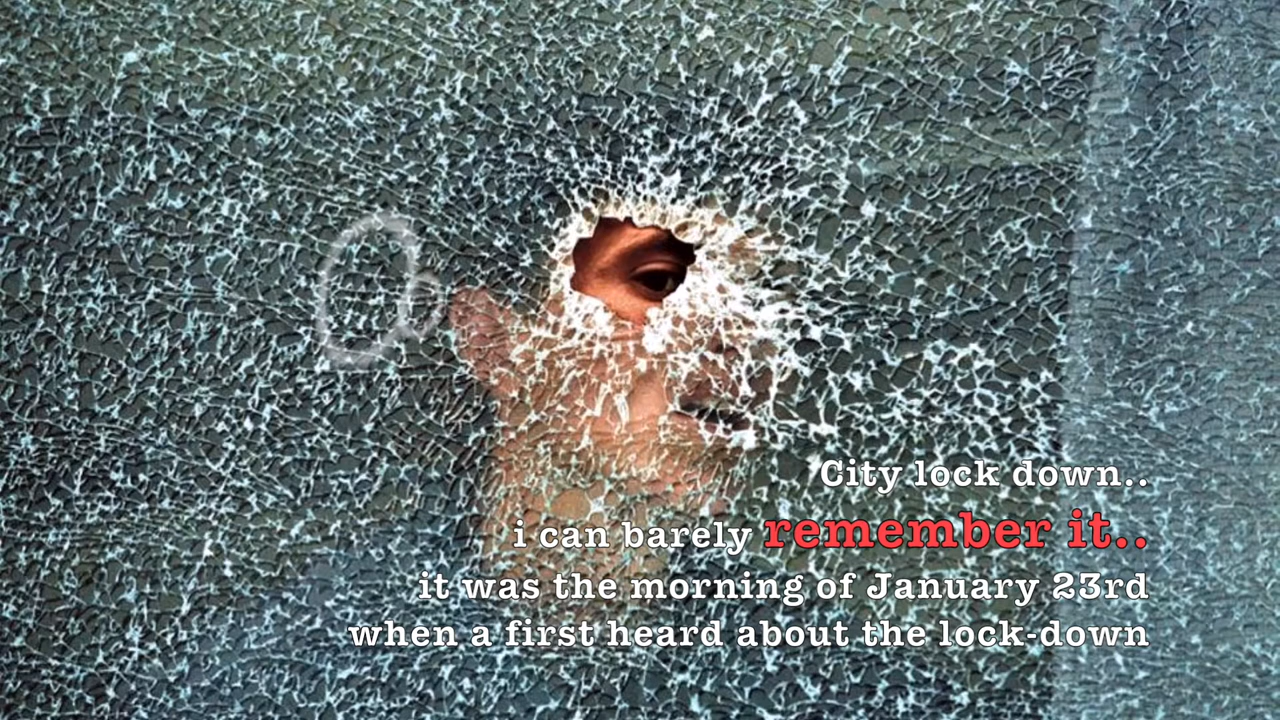 City lock down..
i can barely remember it..
it was the morning of January 23rd
when a first heard about the lock-down